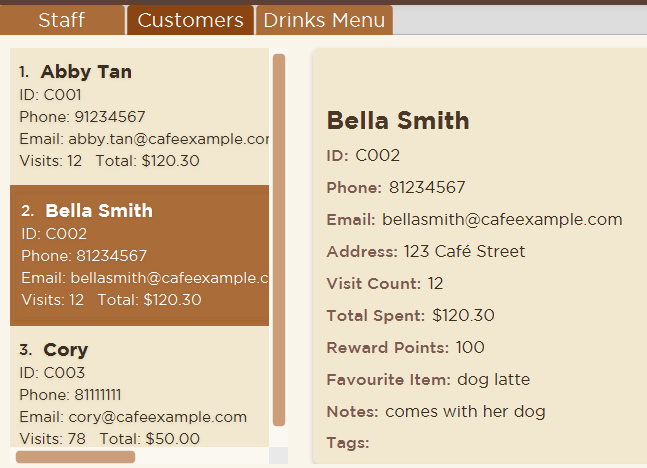 Staff
Customers
Drinks Menu
1. Abby Tan
ID: C001
Phone: 91234567
Email: abby.tan@cafeexample.cor
Visits: 12 Total: $120.30
2. Bella Smith
ID: C002
Phone: 81234567
Email: bellasmith@cafeexample.c
Visits: 12 Total: $120.30
3. Cory
ID: C003
Phone: 81111111
Email: cory@cafeexample.com
Visits: 78 Total: $50.00
Bella Smith
ID: C002
Phone: 81234567
Email: bellasmith@cafeexample.com
Address: 123 Café Street
Visit Count: 12
Total Spent: $120.30
Reward Points: 100
Favourite Item: dog latte
Notes: comes with her dog
Tags: